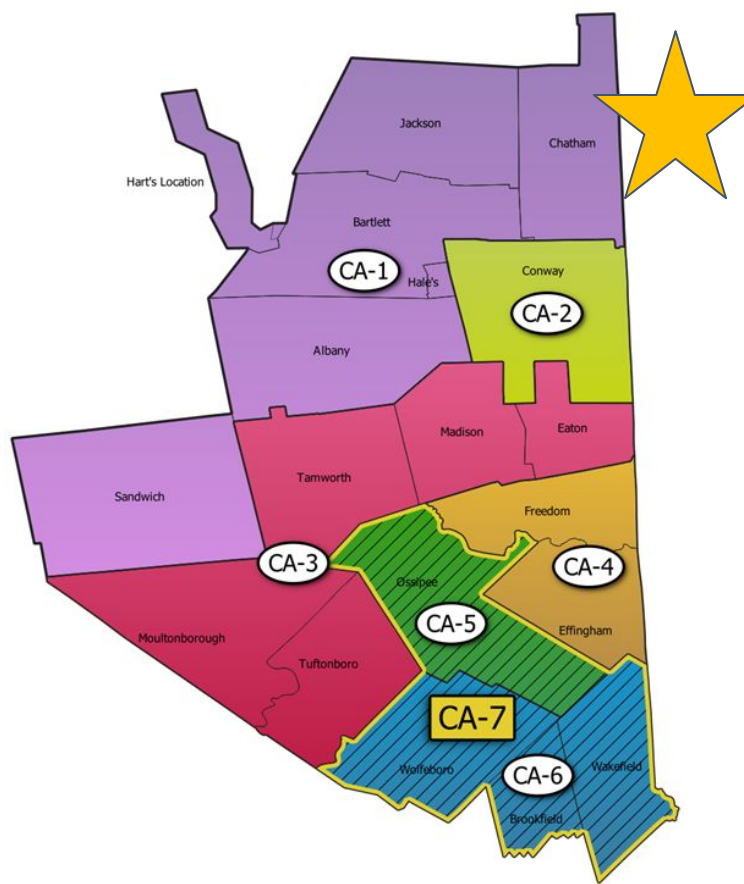 Jackson
Chatham
Hart's Location
Bartlett
CA-1
Hale's
Conway
CA-2
Albany
Madison
Eaton
Tamworth
Sandwich
Freedom
CA-3
CA-4
Ossipee
CA-5
Effingham
Moultonborough
Tuftonboro
CA-7
Wolfeboro
CA-6
Wakefield
Brookfield